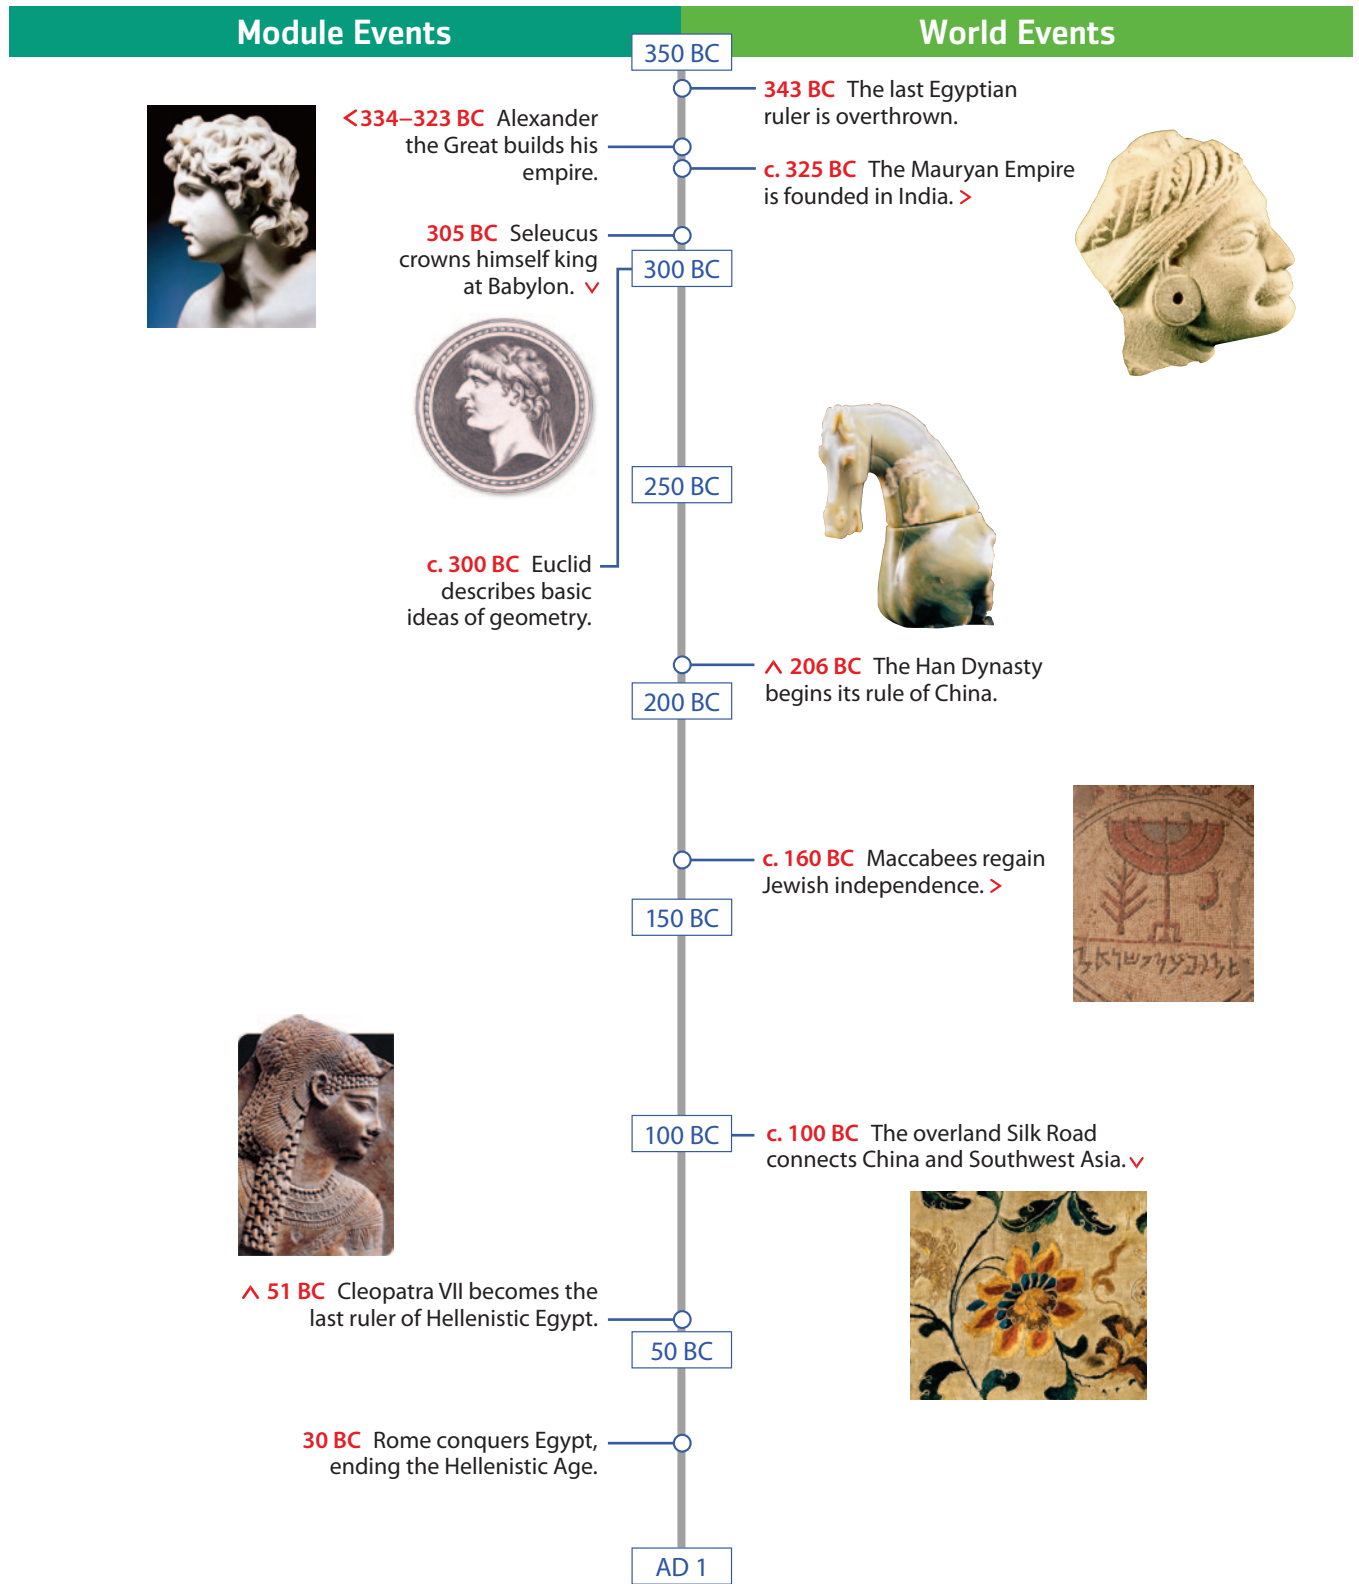 Module Events
World Events
350 BC
343 BC The last Egyptian
ruler is overthrown.
<334–323 BC Alexander
the Great builds his
empire.
c. 325 BC The Mauryan Empire
is founded in India. >
305 BC Seleucus
crowns himself king
at Babylon.
300 BC
250 BC
c. 300 BC Euclid
describes basic
ideas of geometry.
206 BC The Han Dynasty
begins its rule of China.
200 BC
c. 160 BC Maccabees regain
Jewish independence. >
150 BC
100 BC
c. 100 BC The overland Silk Road
connects China and Southwest Asia.
51 BC Cleopatra VII becomes the
last ruler of Hellenistic Egypt.
50 BC
30 BC Rome conquers Egypt,
ending the Hellenistic Age.
AD 1